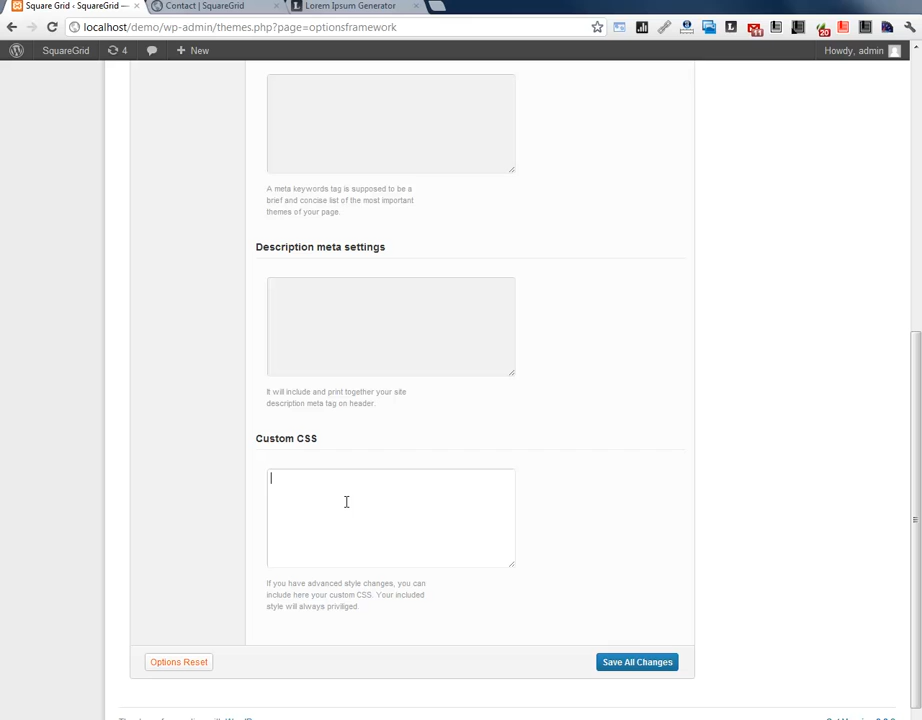 Square Grid ‹ SquareGrid —
Contact | SquareGrid
Lorem Ipsum Generator
localhost/demo/wp-admin/themes.php?page=optionsframework
SquareGrid
4
New
Howdy, admin
A meta keywords tag is supposed to be a
brief and concise list of the most important
themes of your page.
Description meta settings
It will include and print together your site
description meta tag on header.
Custom CSS
If you have advanced style changes, you can
include here your custom CSS. Your included
style will always priviliged.
Options Reset
Save All Changes